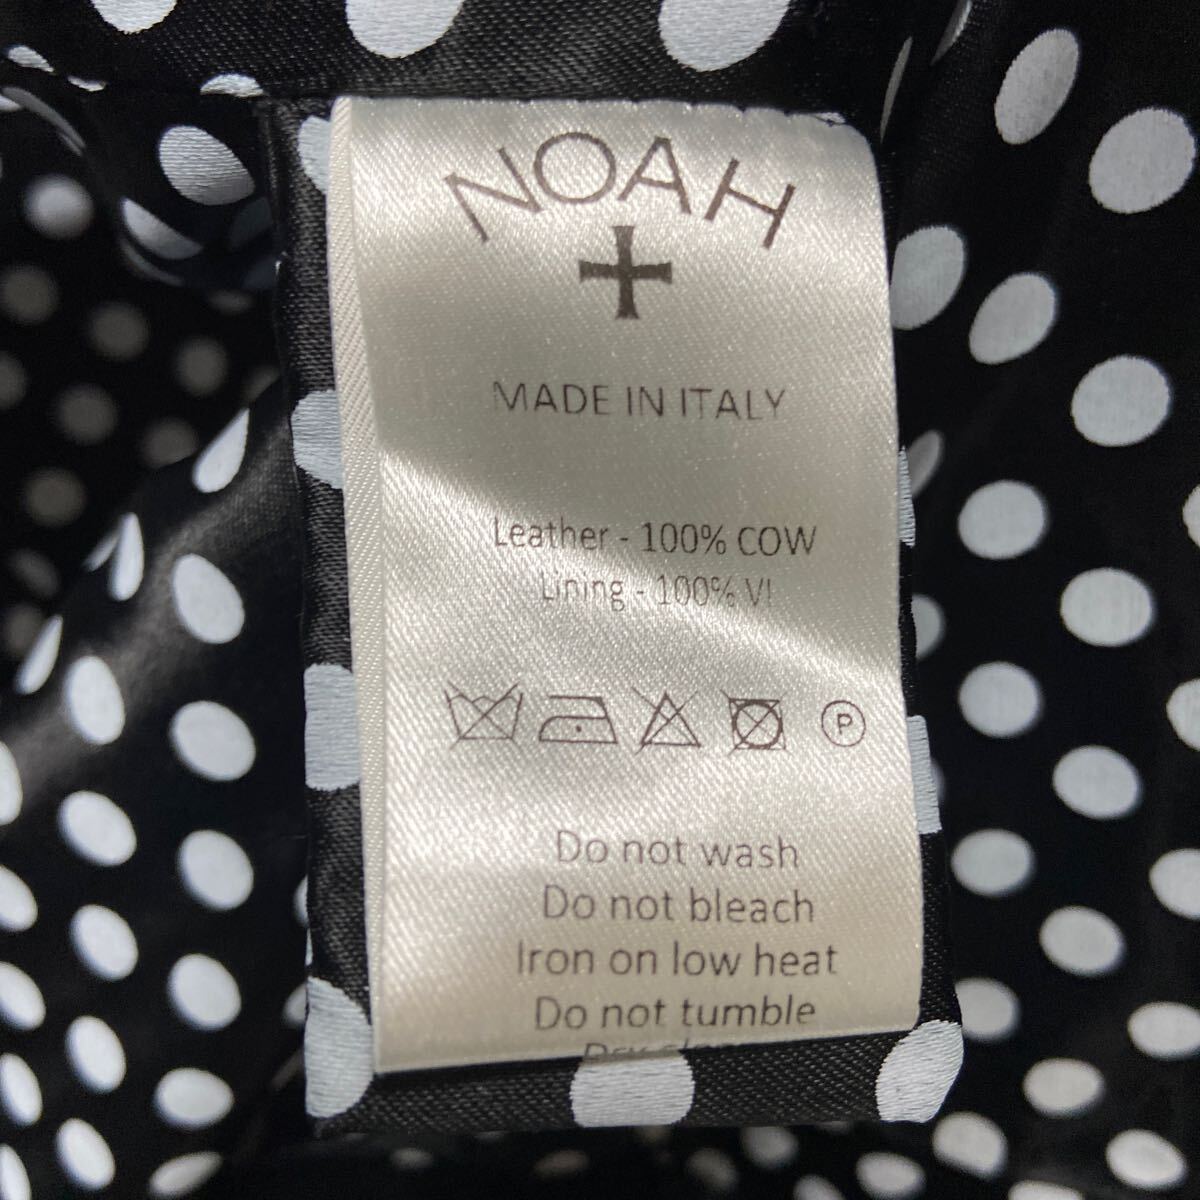 NOAH
MADE IN ITALY
Leather - 100% COW
Lining - 100% VI
P
Do not wash
Do not bleach
Iron on low heat
Do not tumble
Dry